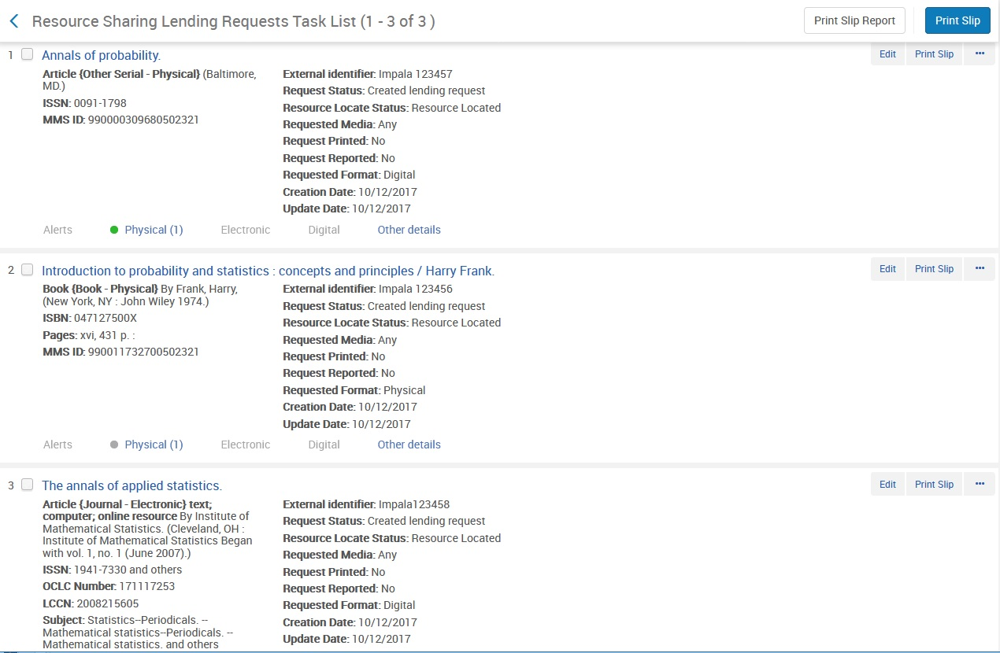 Resource Sharing Lending Requests Task List (1 - 3 of 3 )
Print Slip Report
Print Slip
1
Annals of probability.
Edit
Print Slip
•••
Article {Other Serial - Physical} (Baltimore,
MD.)
ISSN: 0091-1798
MMS ID: 990000309680502321
External identifier: Impala 123457
Request Status: Created lending request
Resource Locate Status: Resource Located
Requested Media: Any
Request Printed: No
Request Reported: No
Requested Format: Digital
Creation Date: 10/12/2017
Update Date: 10/12/2017
Alerts
Physical (1)
Electronic
Digital
Other details
2
Introduction to probability and statistics : concepts and principles / Harry Frank.
Edit
Print Slip
•••
Book {Book - Physical} By Frank, Harry,
(New York, NY : John Wiley 1974.)
ISBN: 047127500X
Pages: xvi, 431 p. :
MMS ID: 990011732700502321
External identifier: Impala 123456
Request Status: Created lending request
Resource Locate Status: Resource Located
Requested Media: Any
Request Printed: No
Request Reported: No
Requested Format: Physical
Creation Date: 10/12/2017
Update Date: 10/12/2017
Alerts
Physical (1)
Electronic
Digital
Other details
3
The annals of applied statistics.
Edit
Print Slip
•••
Article {Journal - Electronic} text;
computer; online resource By Institute of
Mathematical Statistics. (Cleveland, OH :
Institute of Mathematical Statistics Began
with vol. 1, no. 1 (June 2007).)
ISSN: 1941-7330 and others
OCLC Number: 171117253
LCCN: 2008215605
Subject: Statistics--Periodicals. --
Mathematical statistics--Periodicals. --
Mathematical statistics. and others
External identifier: Impala123458
Request Status: Created lending request
Resource Locate Status: Resource Located
Requested Media: Any
Request Printed: No
Request Reported: No
Requested Format: Digital
Creation Date: 10/12/2017
Update Date: 10/12/2017